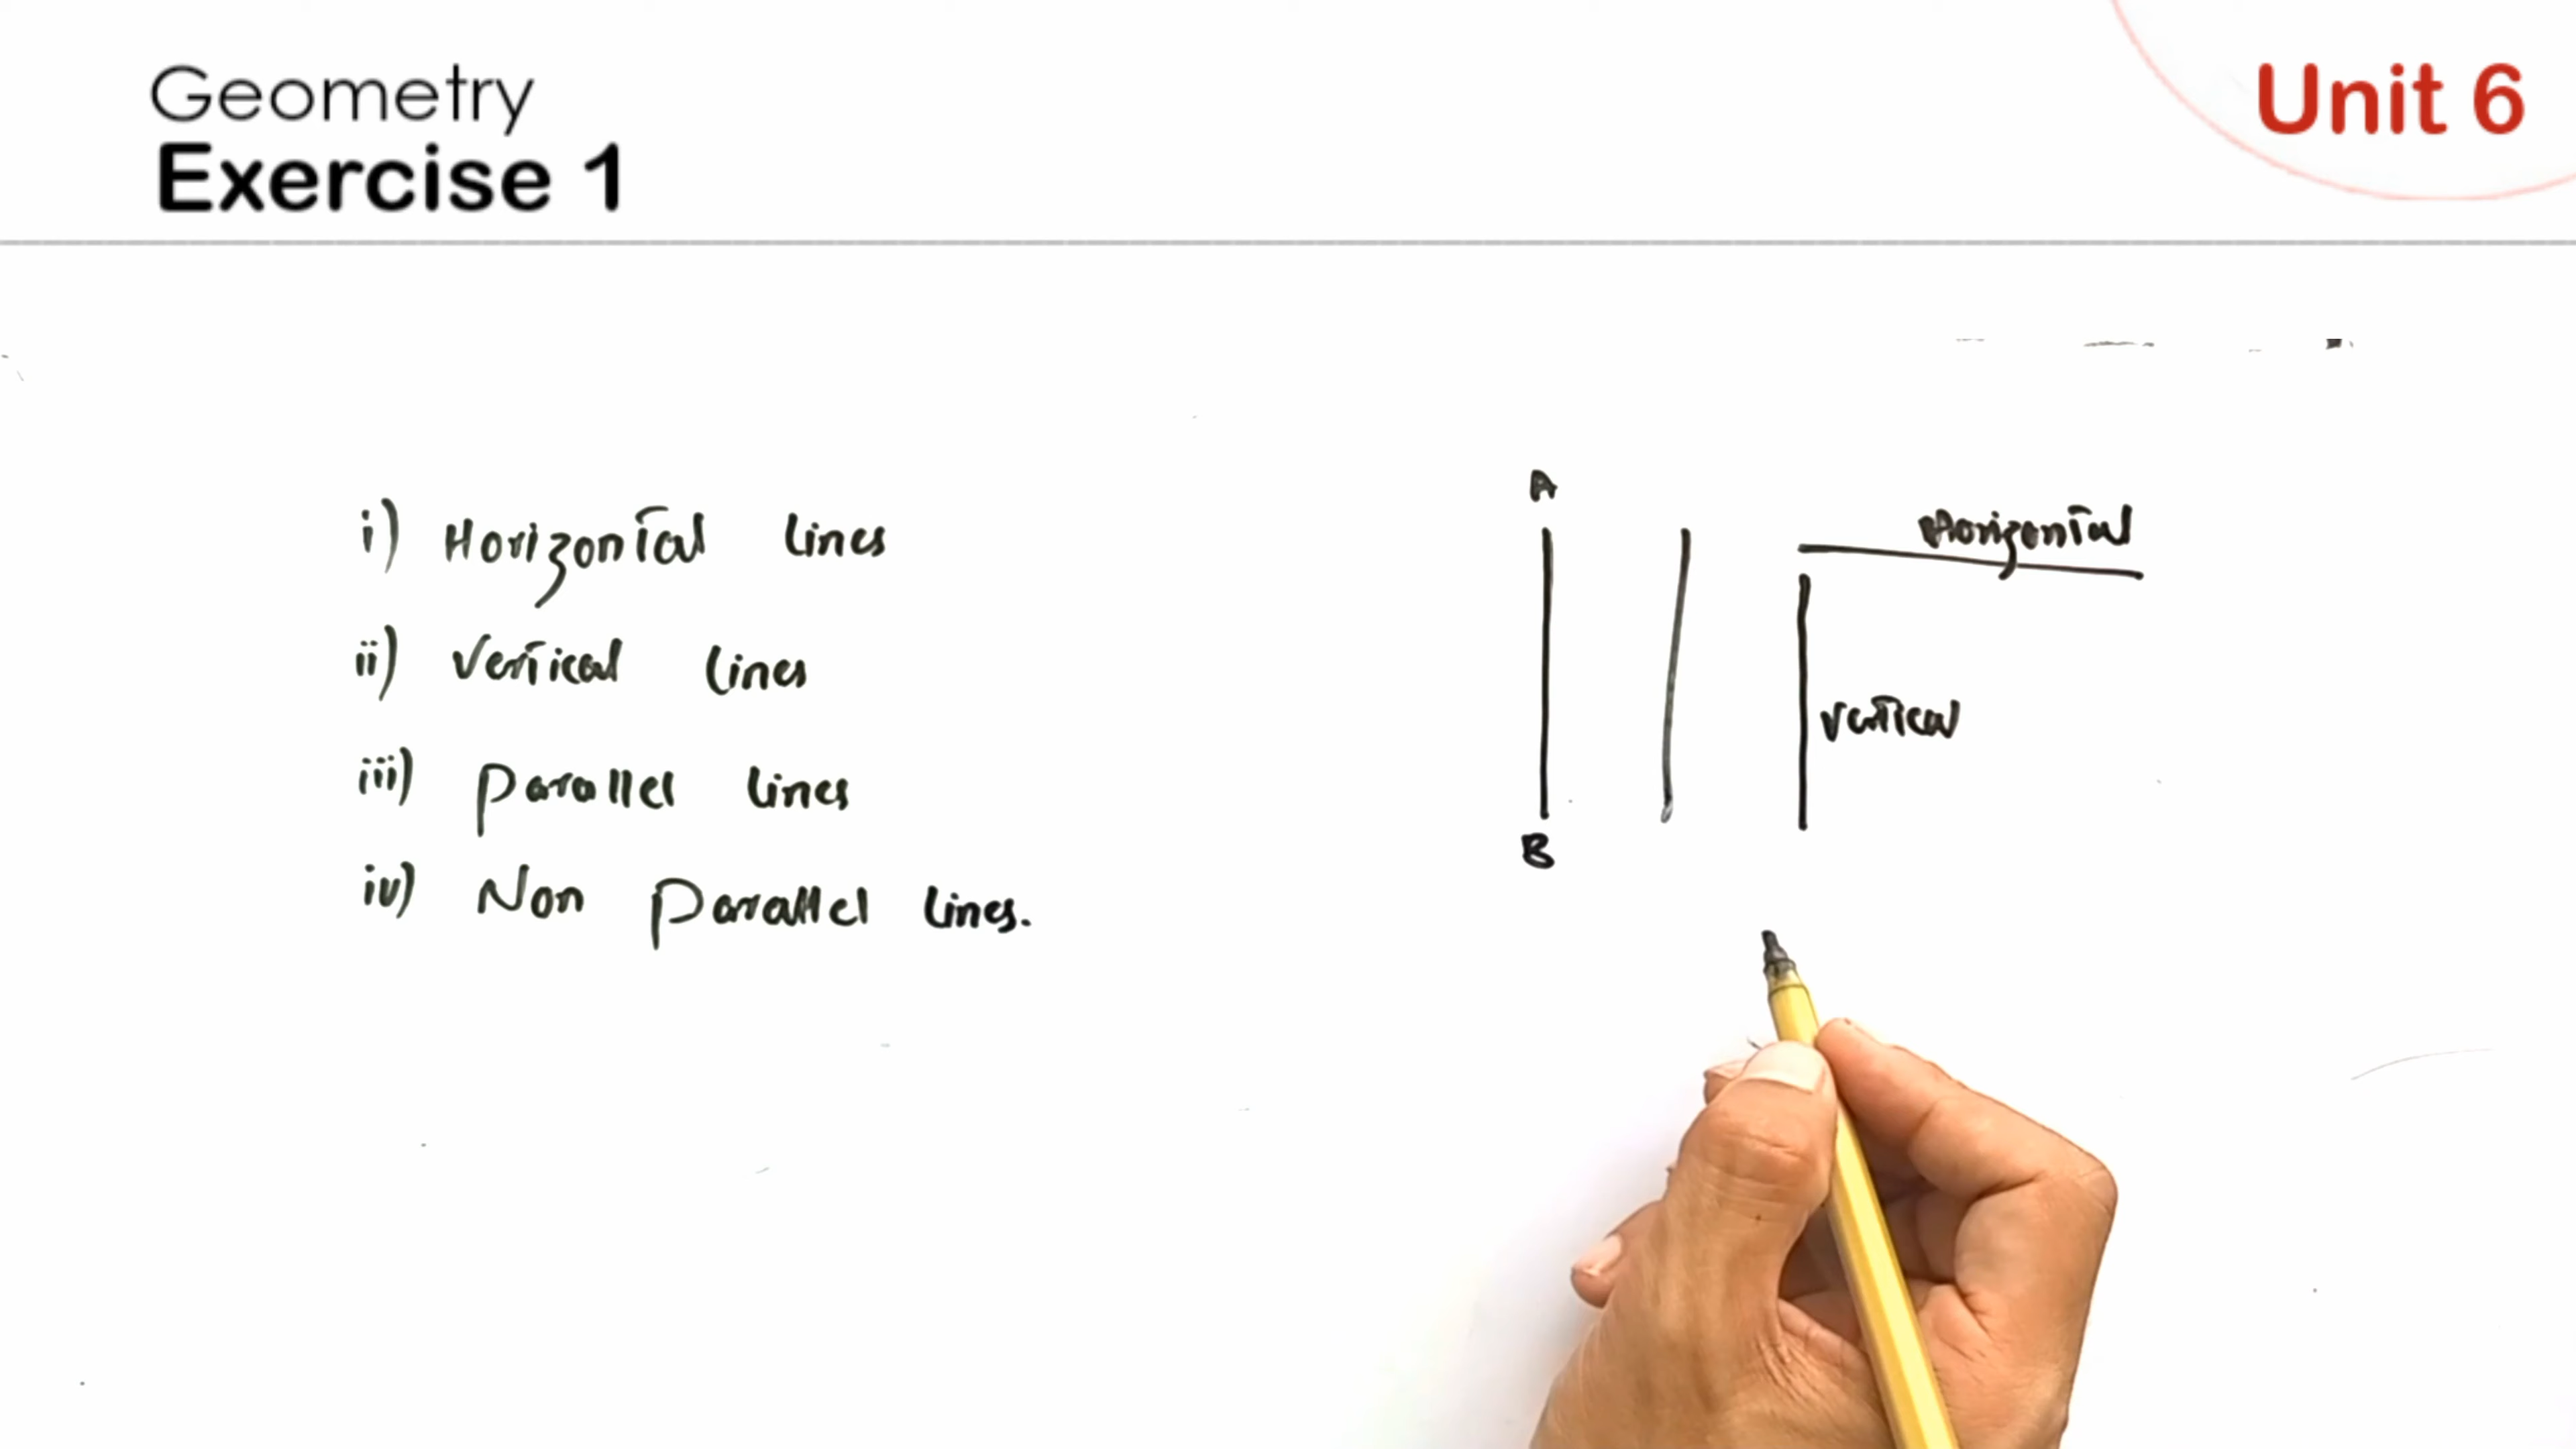 Geometry
Exercise 1
Unit 6
i) Horizontal lines
ii) Vertical lines
iii) Parallel lines
iv) Non Parallel lines.
A
B
Horizontal
Vertical